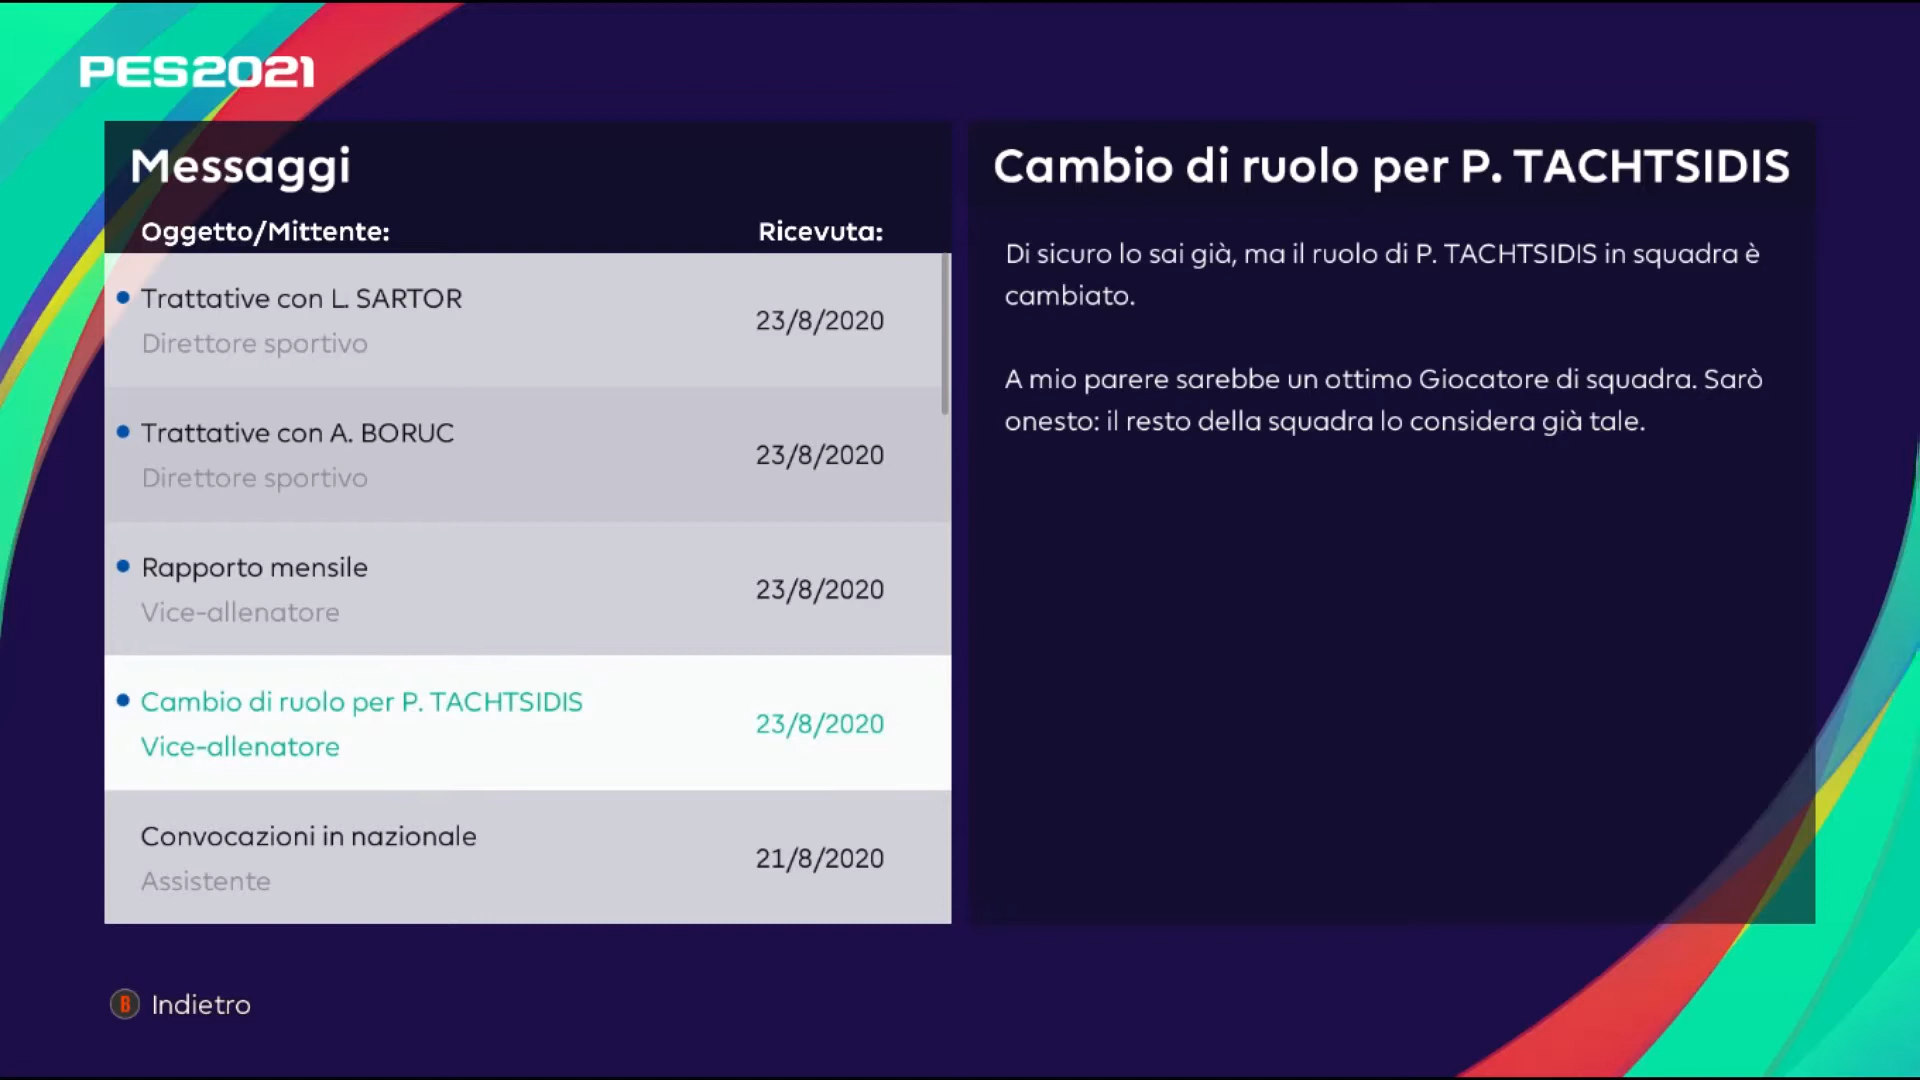 PES2021
Messaggi
Oggetto/Mittente:
Ricevuta:
Trattative con L. SARTOR
Direttore sportivo
23/8/2020
Trattative con A. BORUC
Direttore sportivo
23/8/2020
Rapporto mensile
Vice-allenatore
23/8/2020
Cambio di ruolo per P. TACHTSIDIS
Vice-allenatore
23/8/2020
Convocazioni in nazionale
Assistente
21/8/2020
Cambio di ruolo per P. TACHTSIDIS
Di sicuro lo sai già, ma il ruolo di P. TACHTSIDIS in squadra è
cambiato.
A mio parere sarebbe un ottimo Giocatore di squadra. Sarò
onesto: il resto della squadra lo considera già tale.
B Indietro